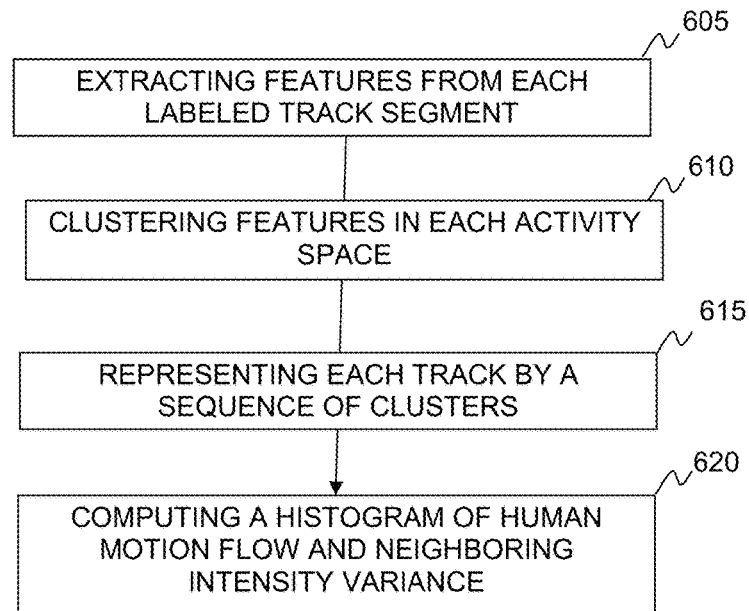 605
EXTRACTING FEATURES FROM EACH
LABELED TRACK SEGMENT
610
CLUSTERING FEATURES IN EACH ACTIVITY
SPACE
615
REPRESENTING EACH TRACK BY A
SEQUENCE OF CLUSTERS
620
COMPUTING A HISTOGRAM OF HUMAN
MOTION FLOW AND NEIGHBORING
INTENSITY VARIANCE